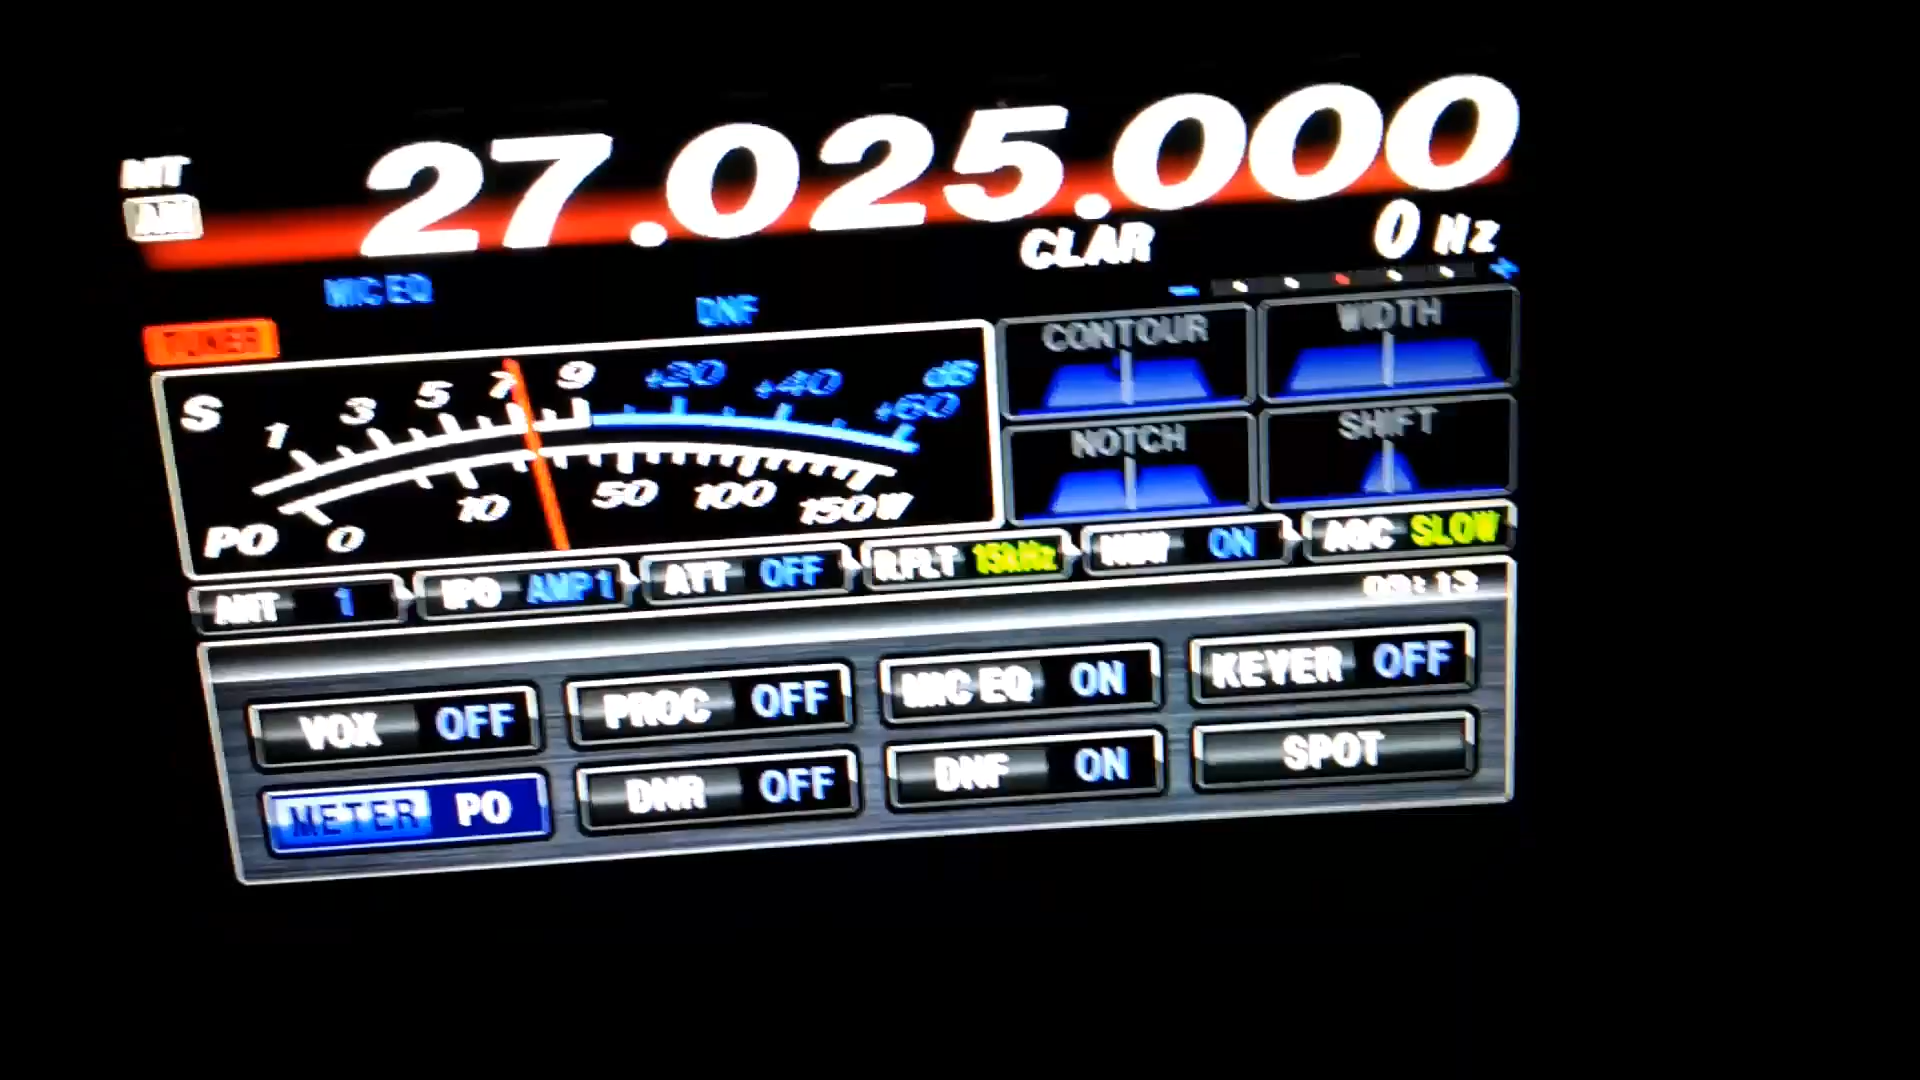 MT
27.025.000
AM
CLAR 0 Hz
MIC EQ DNF
- +
TUNER
S 1 3 5 7 9 +20 +40 +60 dB
PO 0 10 50 100 150W
CONTOUR WIDTH
NOTCH SHIFT
ANT 1 IPO AMP1 ATT OFF R.FLT 15kHz ON AGC SLOW
VOX OFF PROC OFF MIC EQ ON KEYER OFF
METER PO DNR OFF DNF ON SPOT